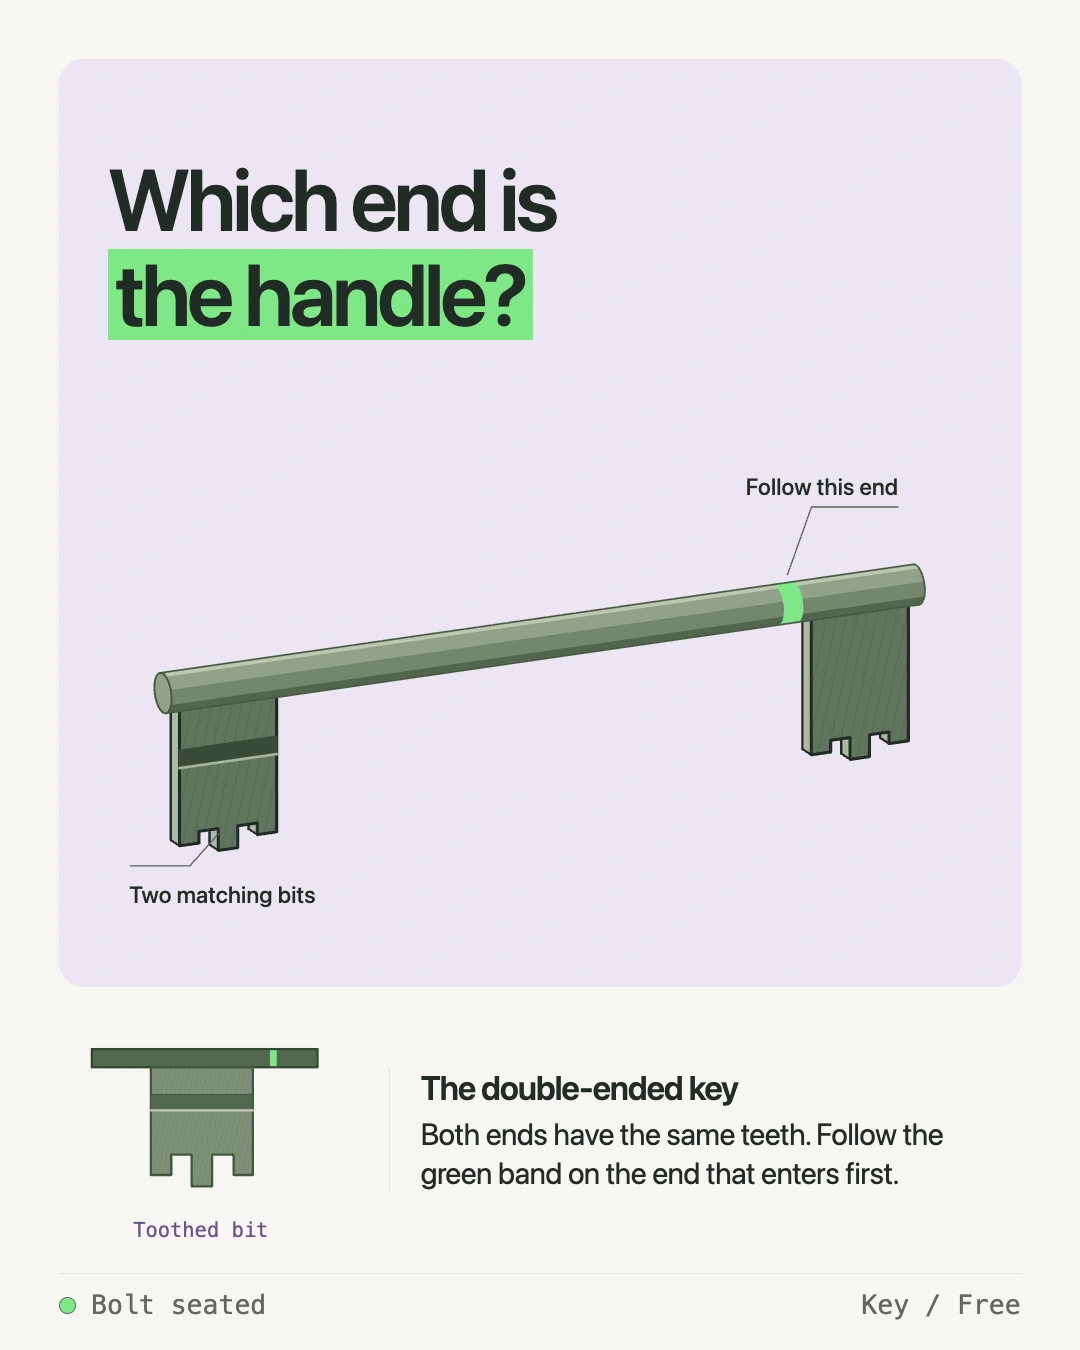 Which end is
the handle?
Follow this end
Two matching bits
The double-ended key
Both ends have the same teeth. Follow the
green band on the end that enters first.
Toothed bit
Bolt seated
Key / Free